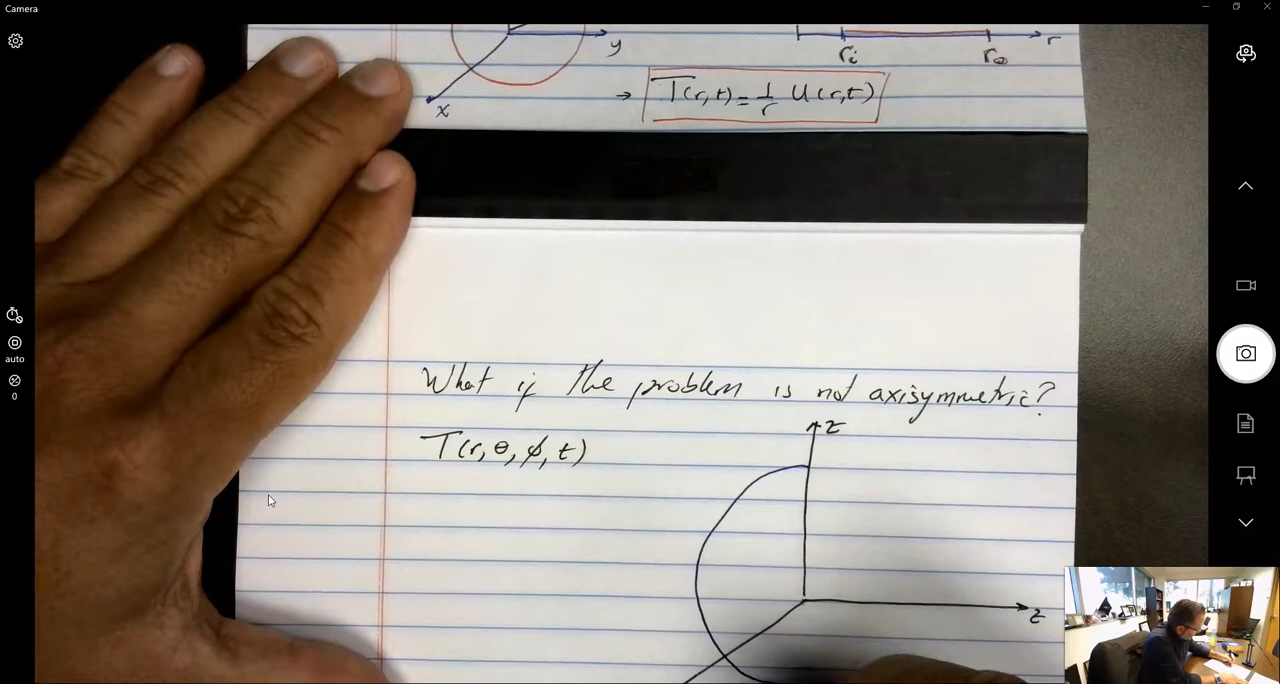 Camera
y
r
ri
ro
x
→ T(r,t) = 1/r U(r,t)
What if the problem is not axisymmetric?
z
T(r, θ, ϕ, t)
auto
0
z